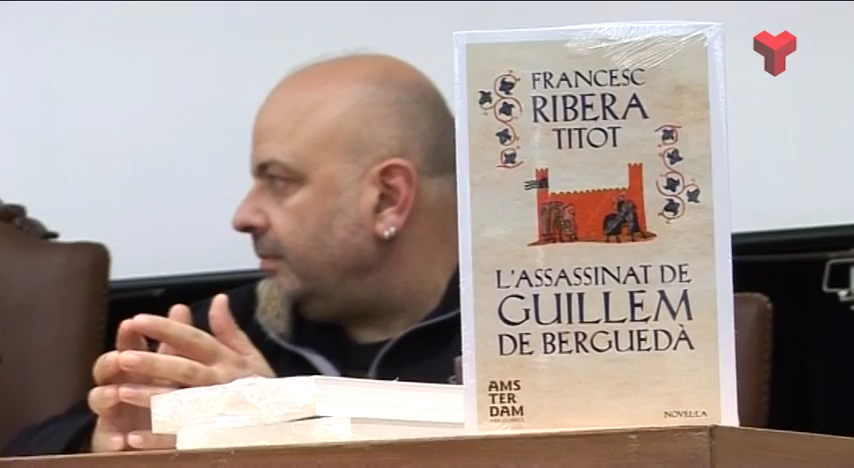 FRANCESC
RIBERA
TITOT
L'ASSASSINAT DE
GUILLEM
DE BERGUEDÀ
AMS
TER
DAM
NOVEL·LA